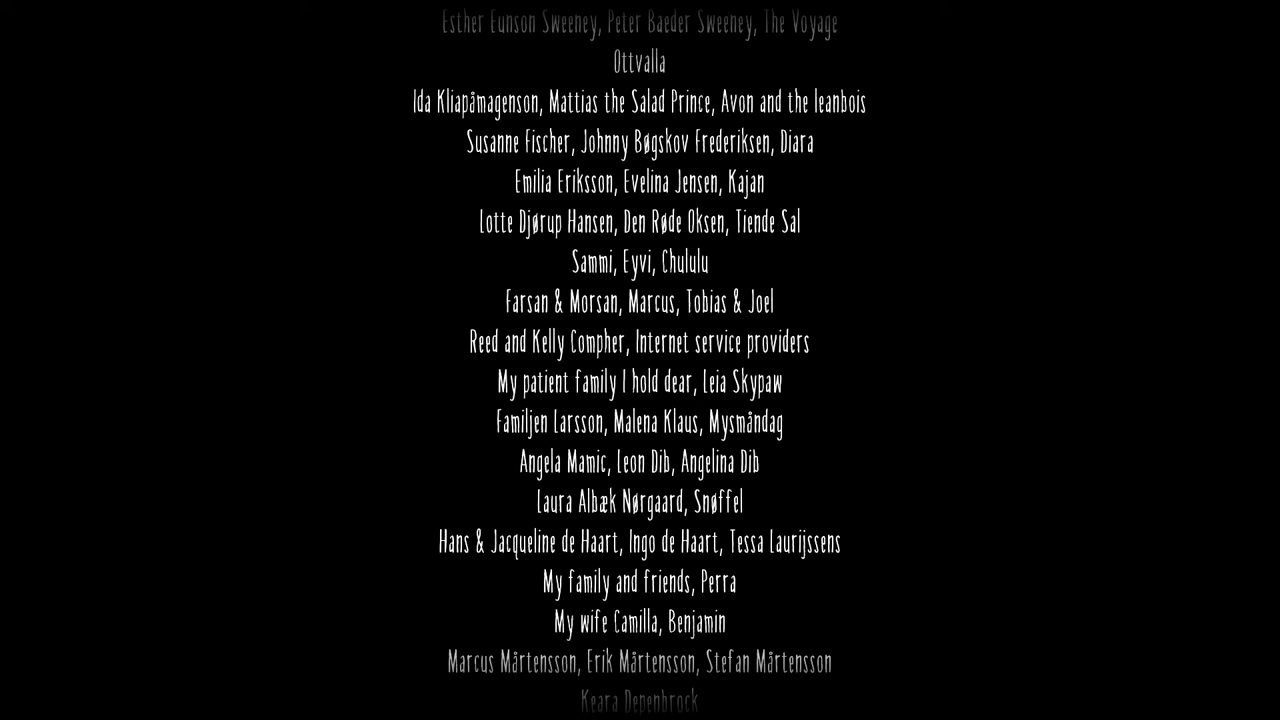 Esther Eunson Sweeney, Peter Baeder Sweeney, The Voyage
Ottvalla
Ida Kliapåmagenson, Mattias the Salad Prince, Avon and the leanbois
Susanne Fischer, Johnny Bøgskov Frederiksen, Diara
Emilia Eriksson, Evelina Jensen, Kajan
Lotte Djørup Hansen, Den Røde Oksen, Tiende Sal
Sammi, Eyvi, Chululu
Farsan & Morsan, Marcus, Tobias & Joel
Reed and Kelly Compher, Internet service providers
My patient family I hold dear, Leia Skypaw
Familjen Larsson, Malena Klaus, Mysmåndag
Angela Mamic, Leon Dib, Angelina Dib
Laura Albæk Nørgaard, Snøffel
Hans & Jacqueline de Haart, Ingo de Haart, Tessa Laurijssens
My family and friends, Perra
My wife Camilla, Benjamin
Marcus Mårtensson, Erik Mårtensson, Stefan Mårtensson
Keara Depenbrock